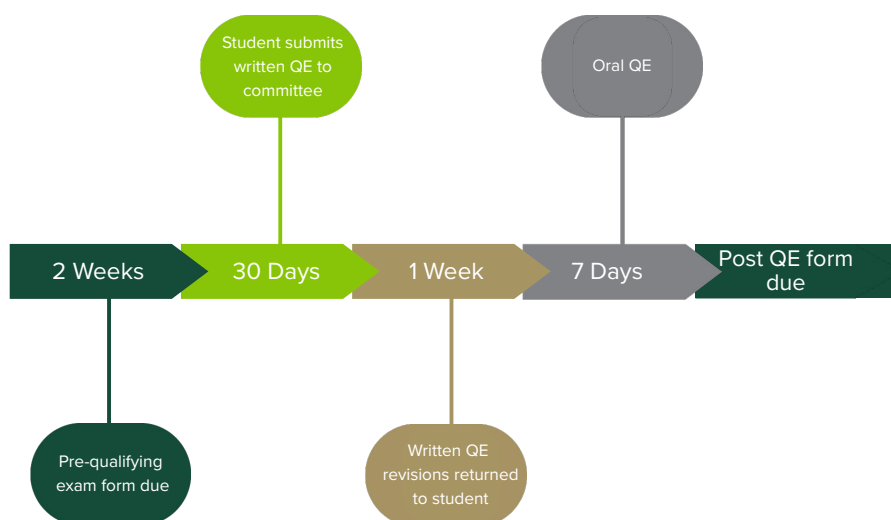 Student submits
written QE to
committee
Oral QE
2 Weeks
30 Days
1 Week
7 Days
Post QE form
due
Pre-qualifying
exam form due
Written QE
revisions returned
to student